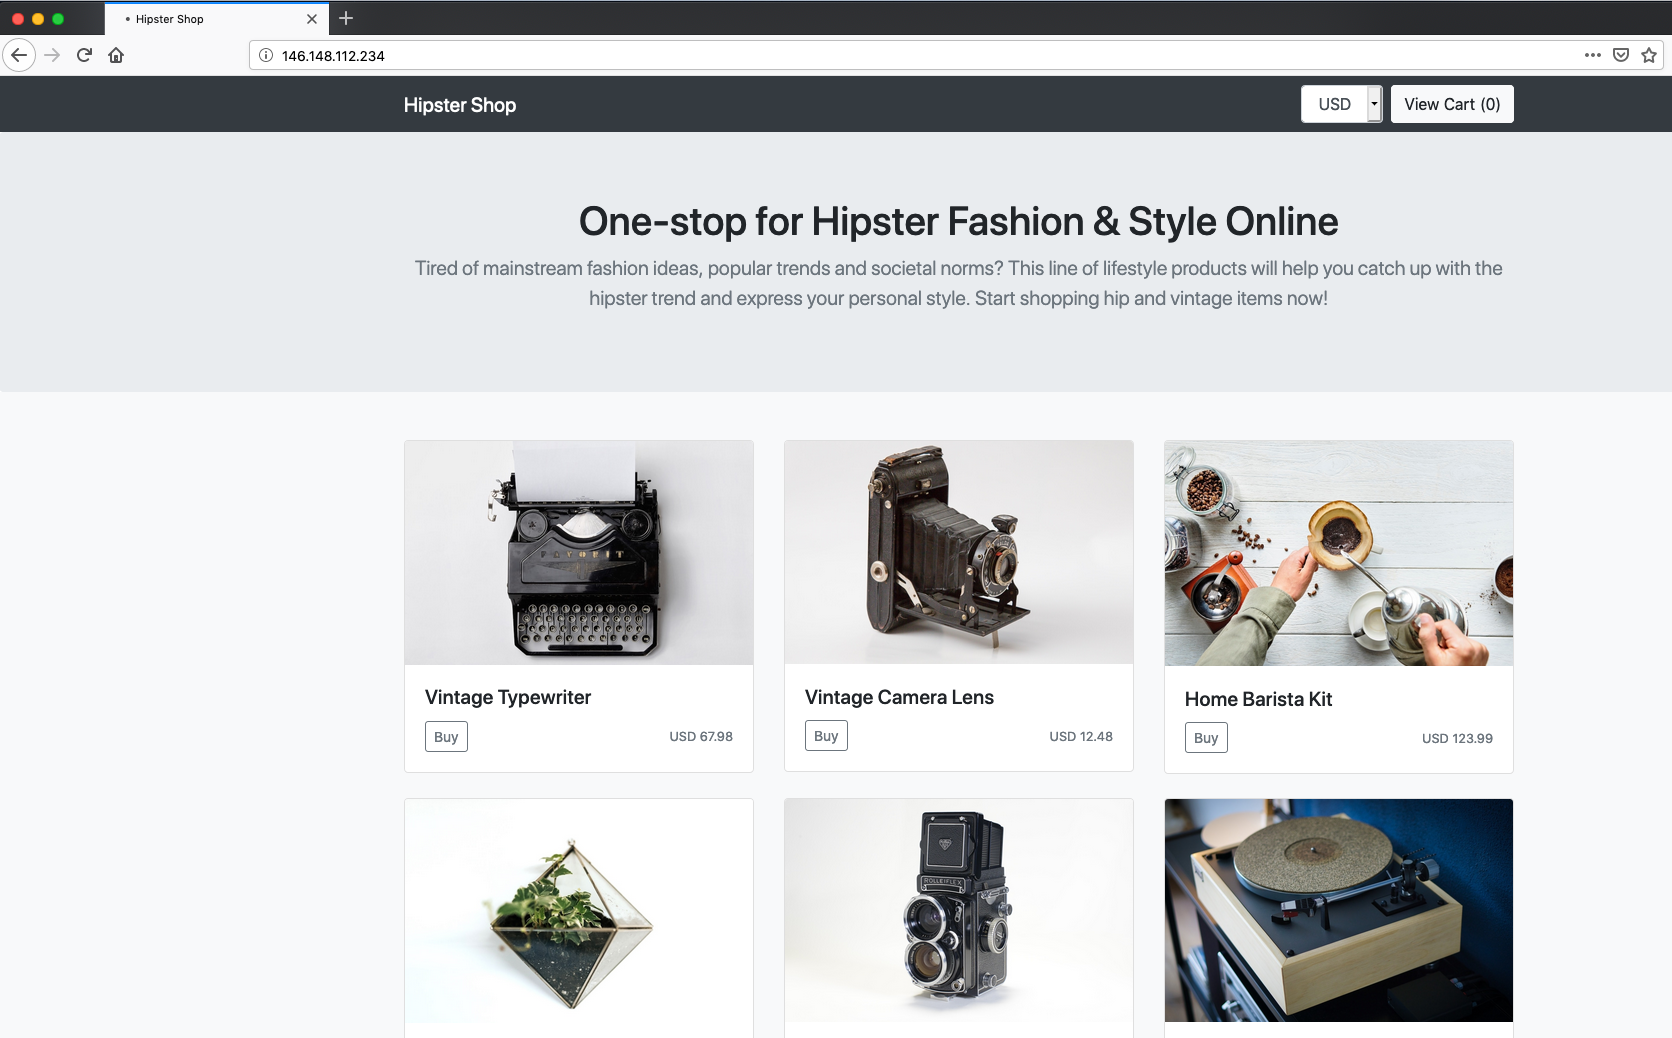 Hipster Shop
146.148.112.234
Hipster Shop
USD
View Cart (0)
One-stop for Hipster Fashion & Style Online
Tired of mainstream fashion ideas, popular trends and societal norms? This line of lifestyle products will help you catch up with the
hipster trend and express your personal style. Start shopping hip and vintage items now!
Vintage Typewriter
Buy
USD 67.98
Vintage Camera Lens
Buy
USD 12.48
Home Barista Kit
Buy
USD 123.99
ROLLEIFLEX